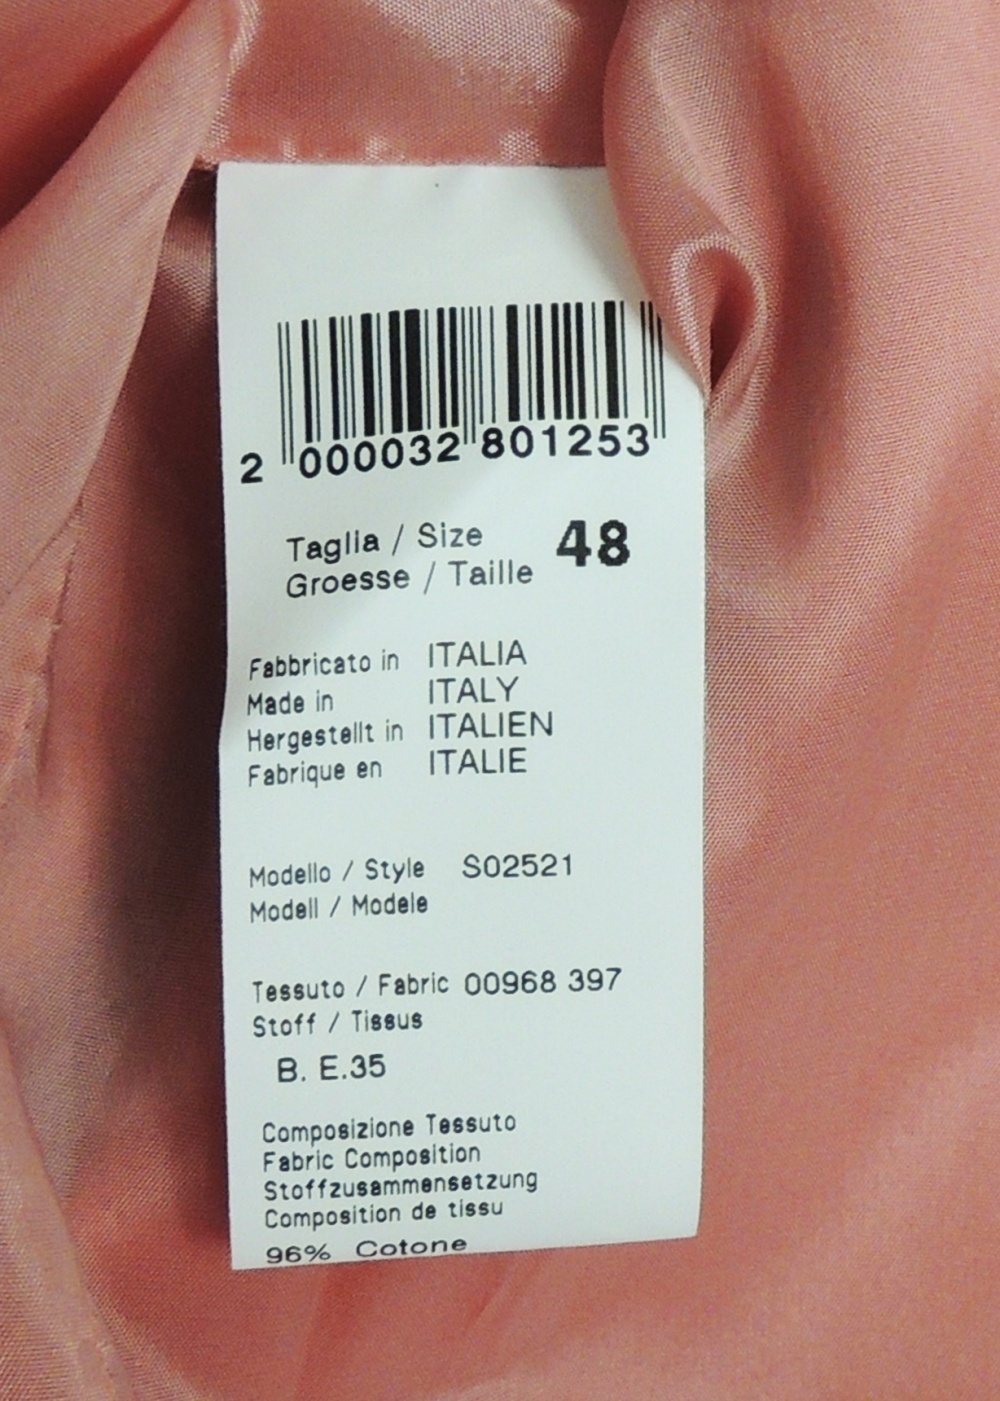 2 000032 801253
Taglia / Size 48
Groesse / Taille
Fabbricato in ITALIA
Made in ITALY
Hergestellt in ITALIEN
Fabrique en ITALIE
Modello / Style S02521
Modell / Modele
Tessuto / Fabric 00968 397
Stoff / Tissus
B. E.35
Composizione Tessuto
Fabric Composition
Stoffzusammensetzung
Composition de tissu
96% Cotone